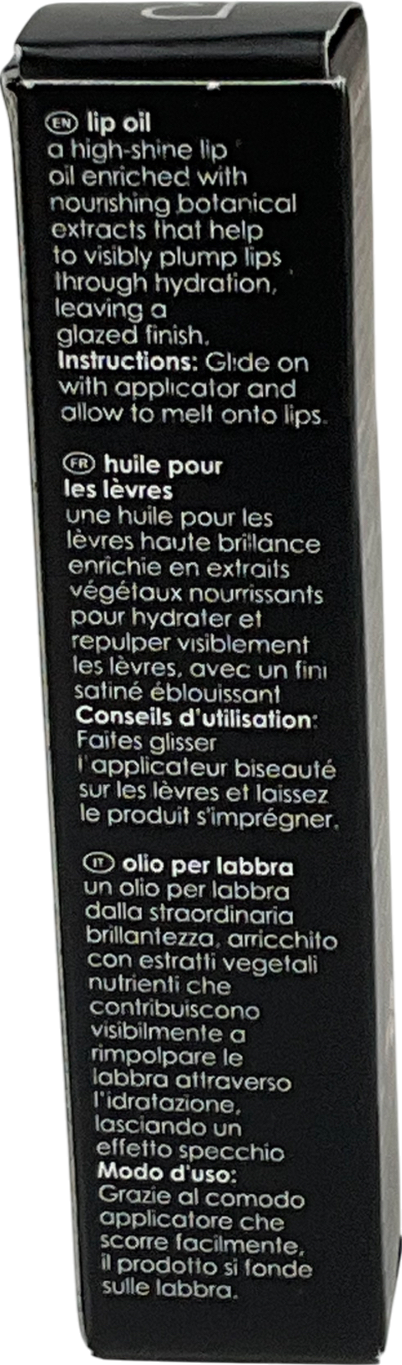 EN lip oil
a high-shine lip
oil enriched with
nourishing botanical
extracts that help
to visibly plump lips
through hydration,
leaving a
glazed finish.
Instructions: Glide on
with applicator and
allow to melt onto lips.
FR huile pour
les lèvres
une huile pour les
lèvres haute brillance
enrichie en extraits
végétaux nourrissants
pour hydrater et
repulper visiblement
les lèvres, avec un fini
satiné éblouissant
Conseils d'utilisation:
Faites glisser
l'applicateur biseauté
sur les lèvres et laissez
le produit s'imprégner.
IT olio per labbra
un olio per labbra
dalla straordinaria
brillantezza, arricchito
con estratti vegetali
nutrienti che
contribuiscono
visibilmente a
rimpolpare le
labbra attraverso
l'idratazione,
lasciando un
effetto specchio
Modo d'uso:
Grazie al comodo
applicatore che
scorre facilmente,
il prodotto si fonde
sulle labbra.